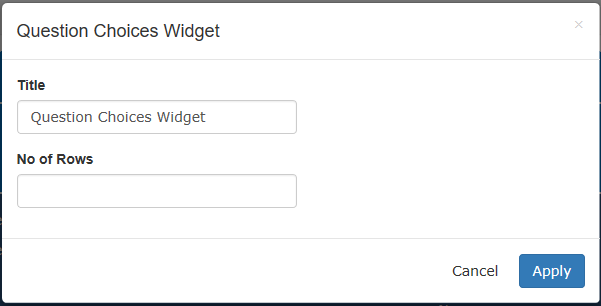 Question Choices Widget
×
Title
Question Choices Widget
No of Rows
Cancel
Apply